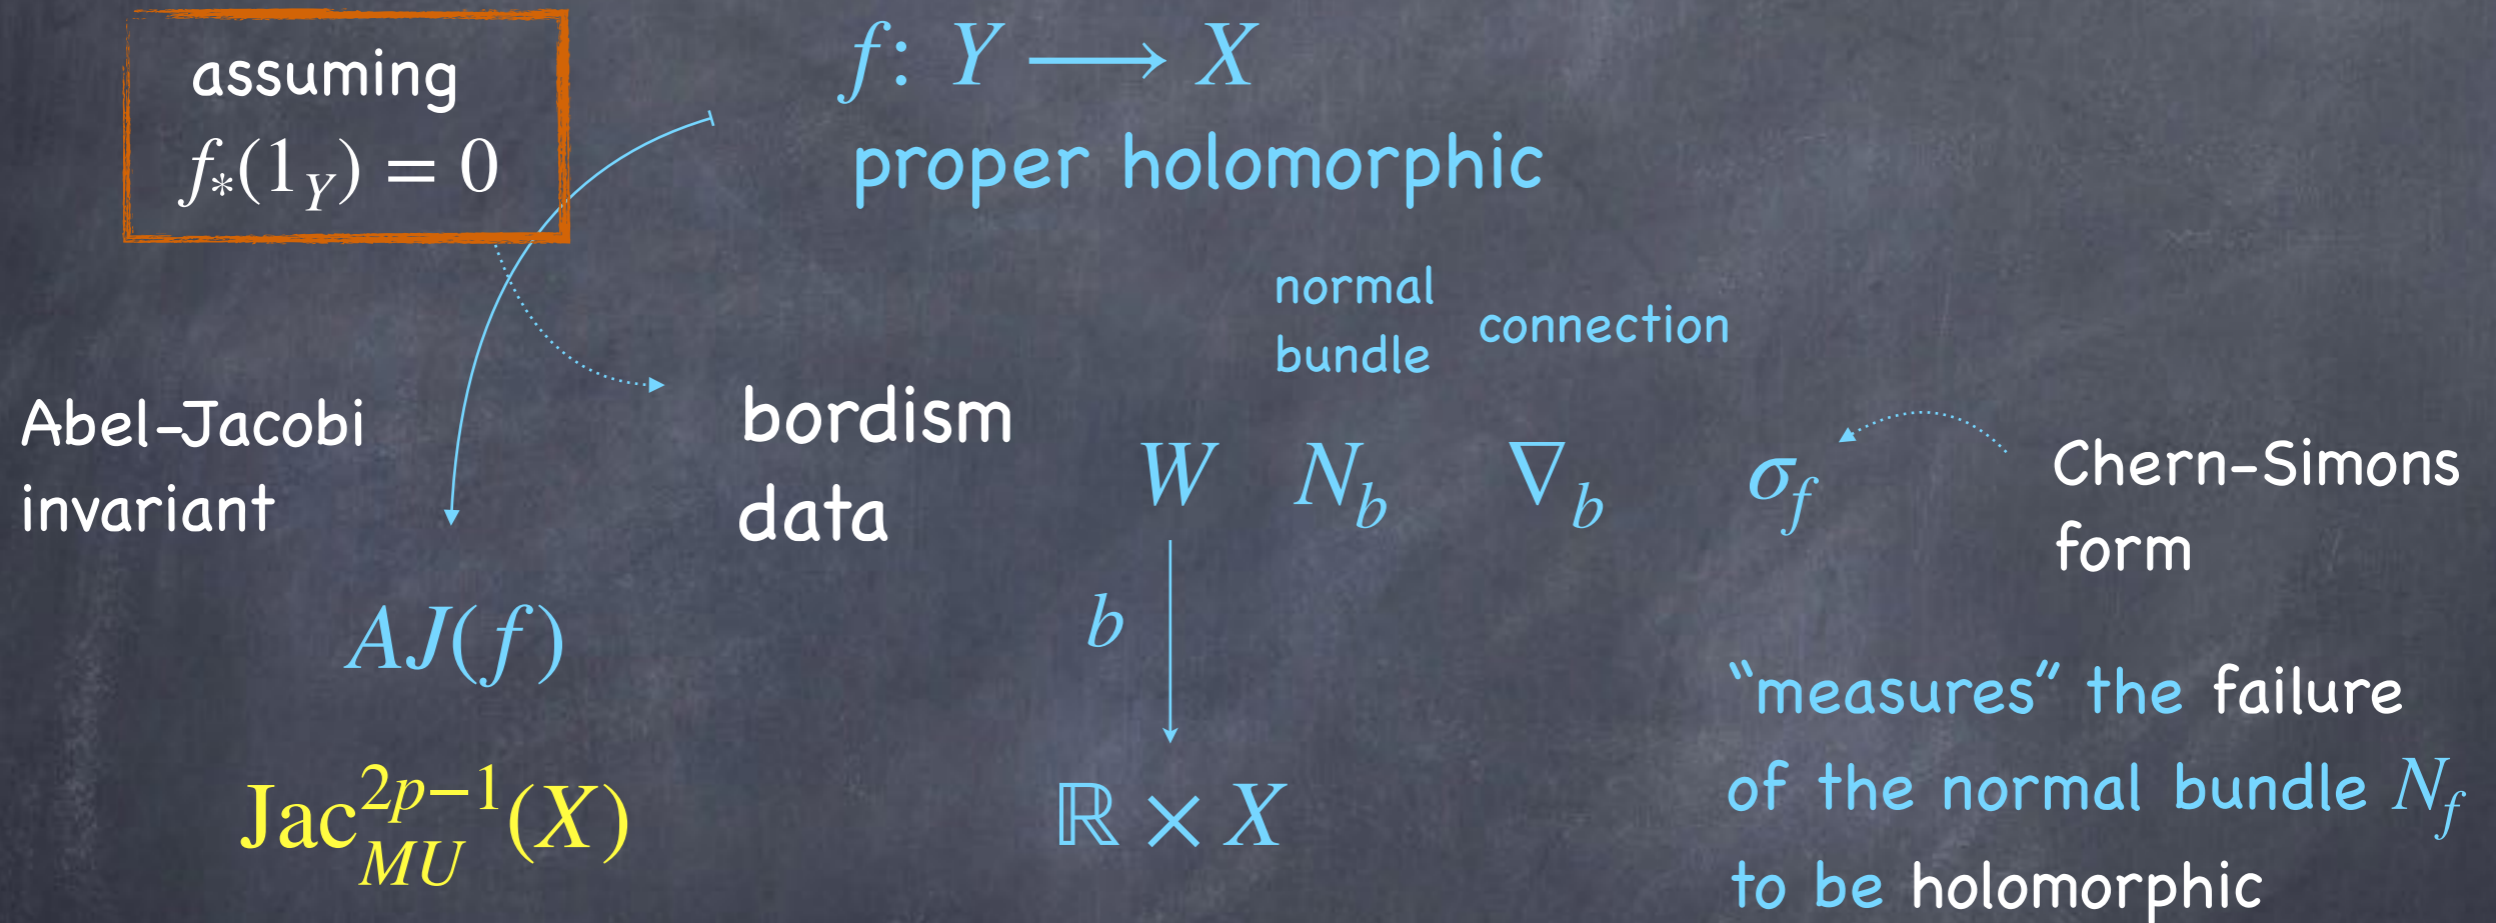 assuming
f_*(1_Y) = 0
f: Y ⟶ X
proper holomorphic
normal
bundle
connection
Abel-Jacobi
invariant
bordism
data
W N_b ∇_b σ_f
Chern-Simons
form
AJ(f)
b
Jac_{MU}^{2p−1}(X)
ℝ × X
“measures” the failure
of the normal bundle N_f
to be holomorphic